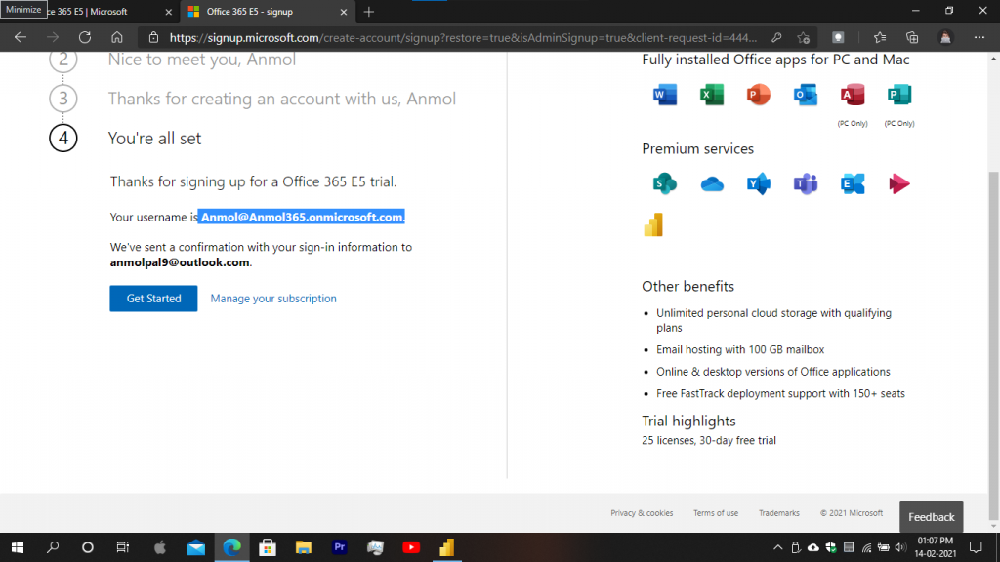 Minimize
ce 365 E5 | Microsoft
Office 365 E5 - signup
https://signup.microsoft.com/create-account/signup?restore=true&isAdminSignup=true&client-request-id=444...
2 Nice to meet you, Anmol
3 Thanks for creating an account with us, Anmol
4 You're all set
Thanks for signing up for a Office 365 E5 trial.
Your username is Anmol@Anmol365.onmicrosoft.com.
We've sent a confirmation with your sign-in information to
anmolpal9@outlook.com.
Get Started Manage your subscription
Fully installed Office apps for PC and Mac
W X P O A P
(PC Only) (PC Only)
Premium services
S Y T E
Other benefits
• Unlimited personal cloud storage with qualifying
plans
• Email hosting with 100 GB mailbox
• Online & desktop versions of Office applications
• Free FastTrack deployment support with 150+ seats
Trial highlights
25 licenses, 30-day free trial
Privacy & cookies Terms of use Trademarks © 2021 Microsoft
Feedback
Pr
01:07 PM
14-02-2021